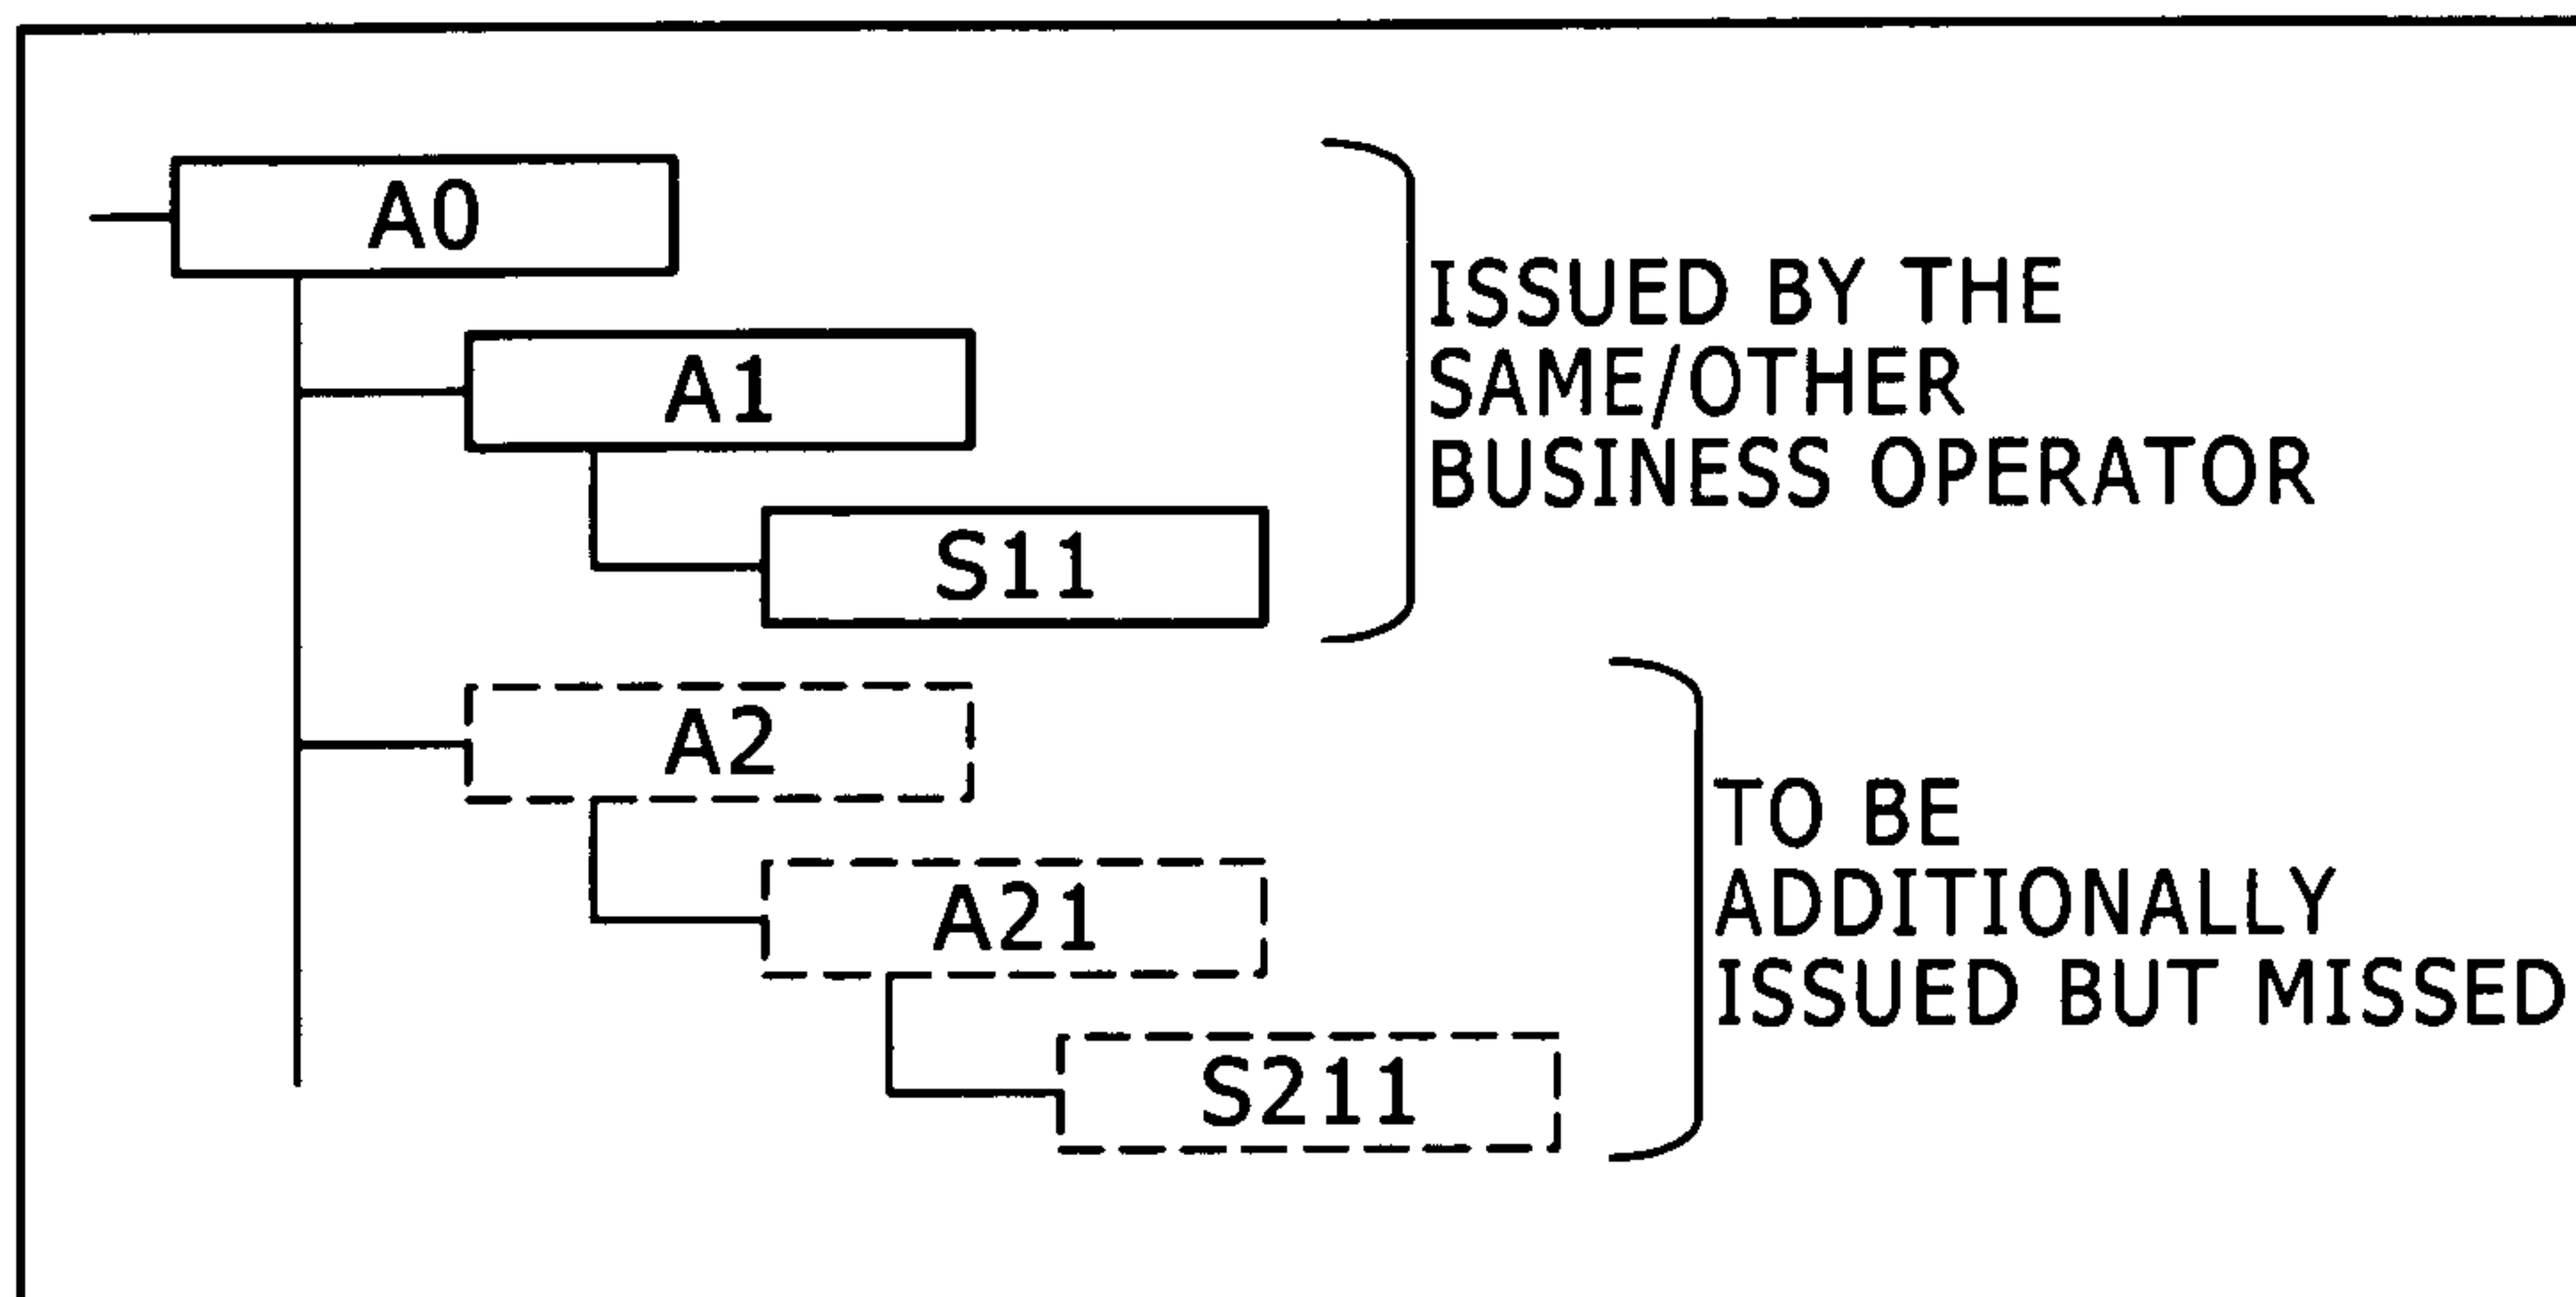 A0
A1
S11
ISSUED BY THE
SAME/OTHER
BUSINESS OPERATOR
A2
A21
S211
TO BE
ADDITIONALLY
ISSUED BUT MISSED